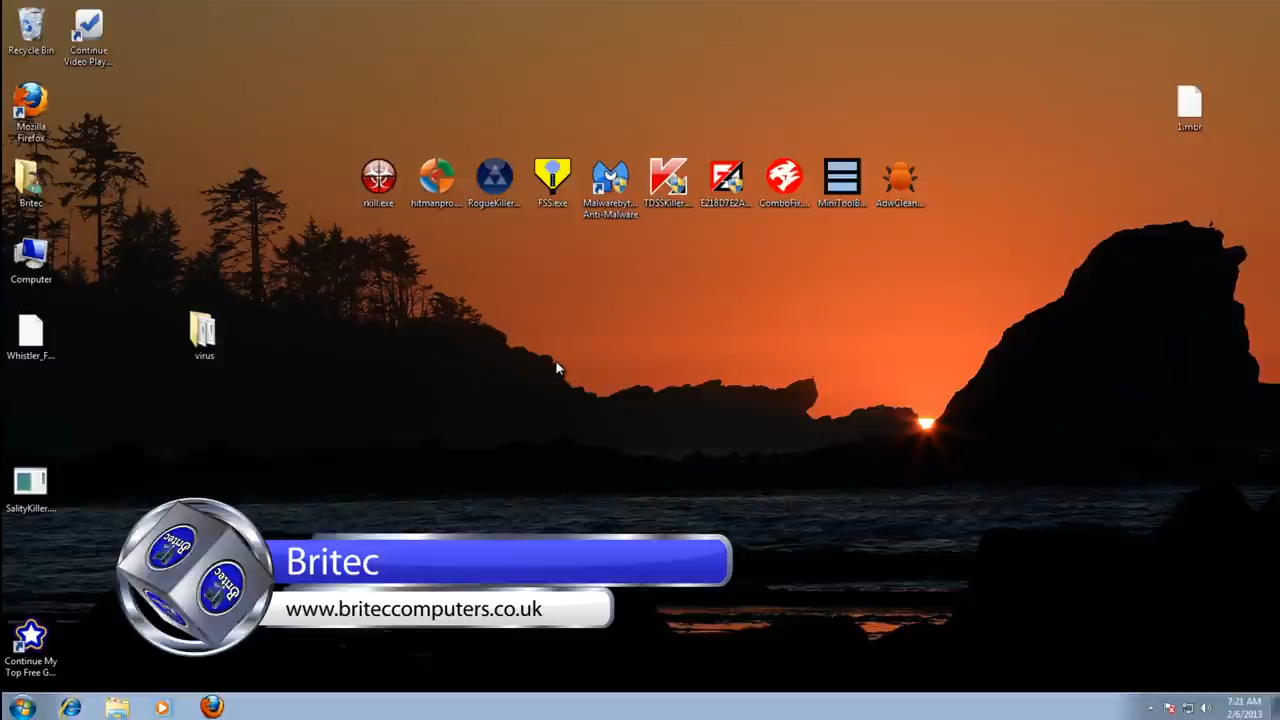 Recycle Bin
Continue
Video Play...
Mozilla
Firefox
Britec
Computer
Whistler_F...
virus
SalityKiller....
Continue My
Top Free G...
rkill.exe
hitmanpro....
RogueKiller...
FSS.exe
Malwarebyt...
Anti-Malware
TDSSKiller....
E218D7E2A...
ComboFix....
MiniToolB...
AdwClean...
1.mbr
Britec
www.briteccomputers.co.uk
7:21 AM
2/6/2013